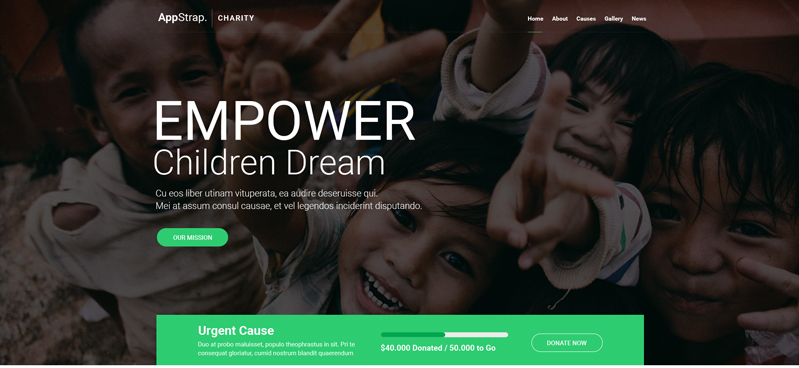 AppStrap. CHARITY
Home About Causes Gallery News
EMPOWER
Children Dream
Cu eos liber utinam vituperata, ea audire deseruisse qui.
Mei at assum consul causae, et vel legendos inciderint disputando.
OUR MISSION
Urgent Cause
Duo at probo maluisset, populo theophrastus in sit. Pri te
consequat gloriatur, cumid nostrum blandit quaerendum
$40.000 Donated / 50.000 to Go
DONATE NOW